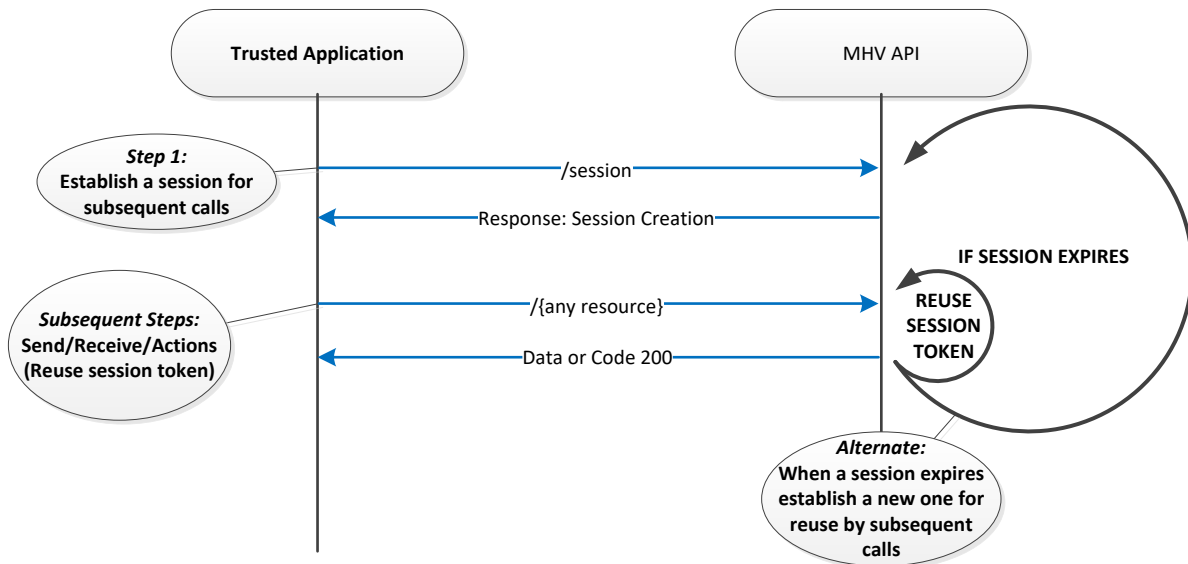 Trusted Application
MHV API
Step 1:
Establish a session for
subsequent calls
/session
Response: Session Creation
IF SESSION EXPIRES
Subsequent Steps:
Send/Receive/Actions
(Reuse session token)
/{any resource}
REUSE
SESSION
TOKEN
Data or Code 200
Alternate:
When a session expires
establish a new one for
reuse by subsequent
calls